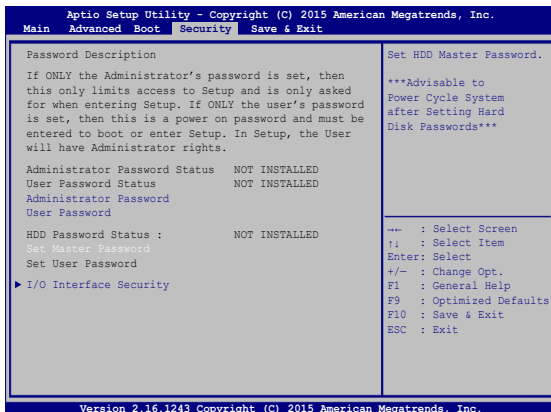 Aptio Setup Utility - Copyright (C) 2015 American Megatrends, Inc.
Main Advanced Boot Security Save & Exit
Password Description
If ONLY the Administrator's password is set, then
this only limits access to Setup and is only asked
for when entering Setup. If ONLY the user's password
is set, then this is a power on password and must be
entered to boot or enter Setup. In Setup, the User
will have Administrator rights.
Administrator Password Status NOT INSTALLED
User Password Status NOT INSTALLED
Administrator Password
User Password
HDD Password Status : NOT INSTALLED
Set Master Password
Set User Password
I/O Interface Security
Set HDD Master Password.
***Advisable to
Power Cycle System
after Setting Hard
Disk Passwords***
→← : Select Screen
↑↓ : Select Item
Enter: Select
+/— : Change Opt.
F1 : General Help
F9 : Optimized Defaults
F10 : Save & Exit
ESC : Exit
Version 2.16.1243 Copyright (C) 2015 American Megatrends, Inc.